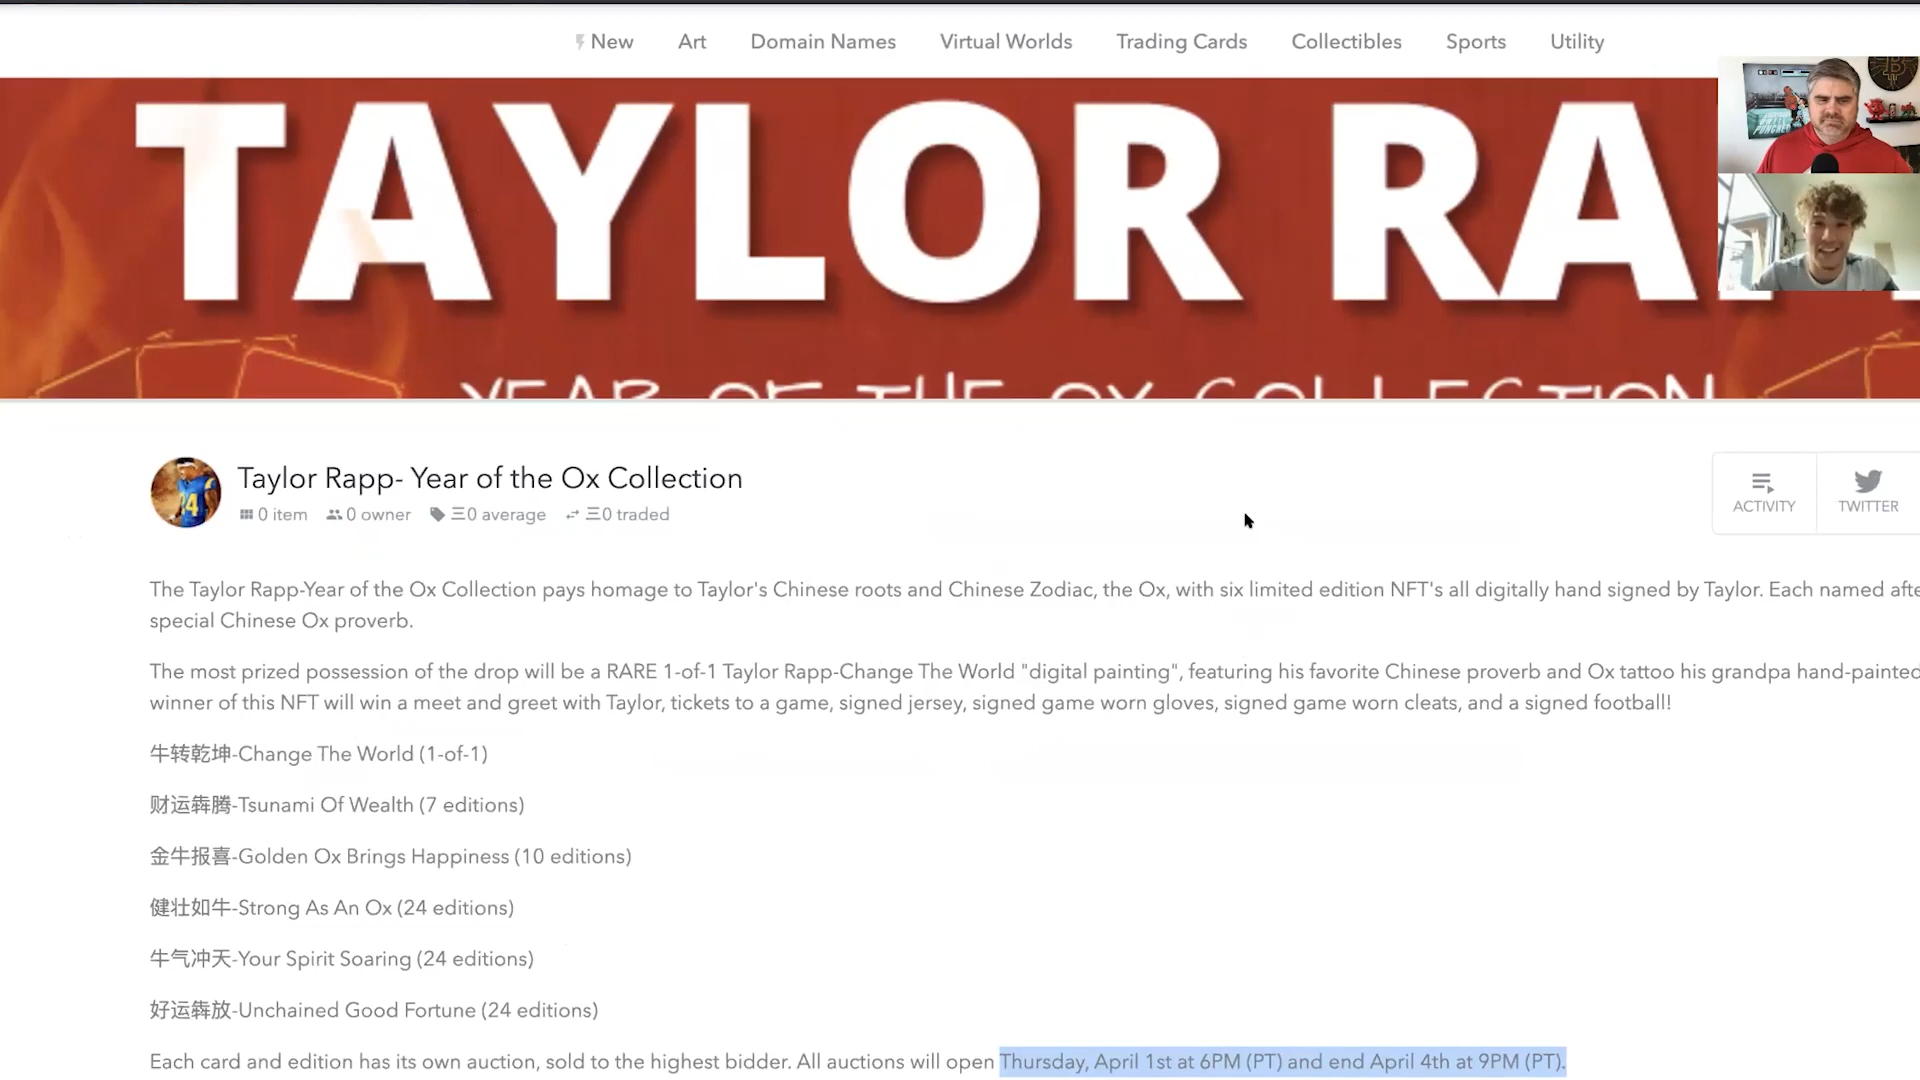 New Art Domain Names Virtual Worlds Trading Cards Collectibles Sports Utility
TAYLOR RA
YEAR OF THE OX COLLECTION
Taylor Rapp- Year of the Ox Collection
0 item 0 owner 0 average 0 traded
ACTIVITY TWITTER
The Taylor Rapp-Year of the Ox Collection pays homage to Taylor's Chinese roots and Chinese Zodiac, the Ox, with six limited edition NFT's all digitally hand signed by Taylor. Each named
special Chinese Ox proverb.
The most prized possession of the drop will be a RARE 1-of-1 Taylor Rapp-Change The World "digital painting", featuring his favorite Chinese proverb and Ox tattoo his grandpa hand-painted
winner of this NFT will win a meet and greet with Taylor, tickets to a game, signed jersey, signed game worn gloves, signed game worn cleats, and a signed football!
牛转乾坤-Change The World (1-of-1)
财运犇腾-Tsunami Of Wealth (7 editions)
金牛报喜-Golden Ox Brings Happiness (10 editions)
健壮如牛-Strong As An Ox (24 editions)
牛气冲天-Your Spirit Soaring (24 editions)
好运犇放-Unchained Good Fortune (24 editions)
Each card and edition has its own auction, sold to the highest bidder. All auctions will open Thursday, April 1st at 6PM (PT) and end April 4th at 9PM (PT).